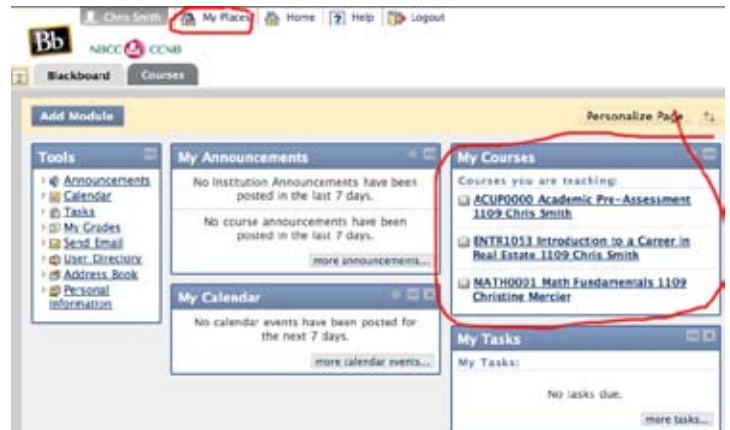 Chris Smith My Places Home Help Logout
Bb NBCC CCNB
Blackboard Courses
Add Module Personalize Page
Tools
Announcements
Calendar
Tasks
My Grades
Send Email
User Directory
Address Book
Personal
Information
My Announcements
No Institution Announcements have been
posted in the last 7 days.
No course announcements have been
posted in the last 7 days.
more announcements...
My Calendar
No calendar events have been posted for
the next 7 days.
more calendar events...
My Courses
Courses you are teaching:
ACUP0000 Academic Pre-Assessment
1109 Chris Smith
ENTR1053 Introduction to a Career in
Real Estate 1109 Chris Smith
MATH0001 Math Fundamentals 1109
Christine Mercier
My Tasks
My Tasks:
No tasks due.
more tasks...